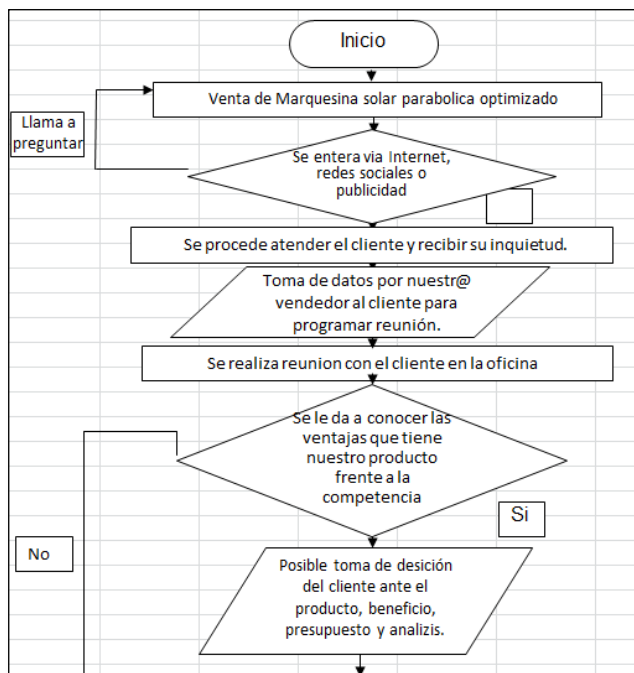 Inicio
Venta de Marquesina solar parabolica optimizado
Llama a
preguntar
Se entera via Internet,
redes sociales o
publicidad
Se procede atender el cliente y recibir su inquietud.
Toma de datos por nuestr@
vendedor al cliente para
programar reunión.
Se realiza reunion con el cliente en la oficina
Se le da a conocer las
ventajas que tiene
nuestro producto
frente a la
competencia
Si
No
Posible toma de desición
del cliente ante el
producto, beneficio,
presupuesto y analizis.